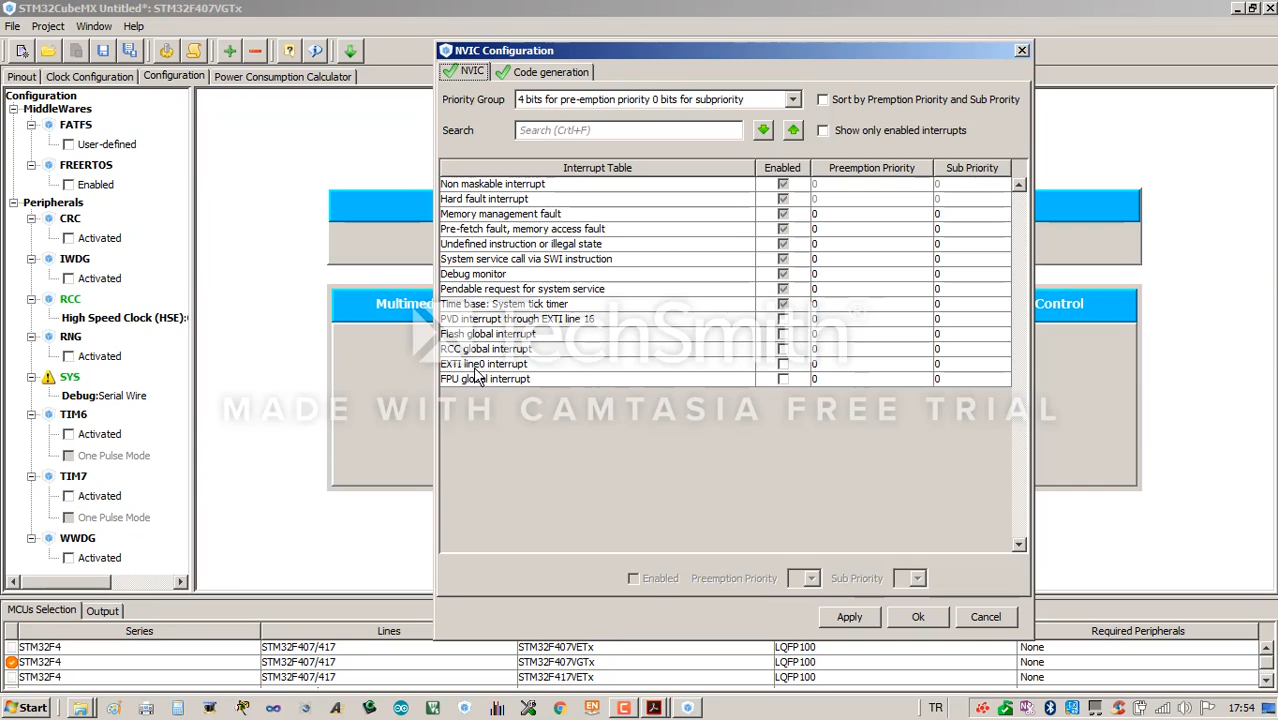 STM32CubeMX Untitled*: STM32F407VGTx
File Project Window Help
Pinout Clock Configuration Configuration Power Consumption Calculator
Configuration
MiddleWares
FATFS
User-defined
FREERTOS
Enabled
Peripherals
CRC
Activated
IWDG
Activated
RCC
High Speed Clock (HSE):
RNG
Activated
SYS
Debug:Serial Wire
TIM6
Activated
One Pulse Mode
TIM7
Activated
One Pulse Mode
WWDG
Activated
Multimed
Control
NVIC Configuration
NVIC Code generation
Priority Group 4 bits for pre-emption priority 0 bits for subpriority Sort by Premption Priority and Sub Priority
Search Search (Crtl+F) Show only enabled interrupts
Interrupt Table Enabled Preemption Priority Sub Priority
Non maskable interrupt 0 0
Hard fault interrupt 0 0
Memory management fault 0 0
Pre-fetch fault, memory access fault 0 0
Undefined instruction or illegal state 0 0
System service call via SWI instruction 0 0
Debug monitor 0 0
Pendable request for system service 0 0
Time base: System tick timer 0 0
PVD interrupt through EXTI line 16 0 0
Flash global interrupt 0 0
RCC global interrupt 0 0
EXTI line0 interrupt 0 0
FPU global interrupt 0 0
TechSmith®
MADE WITH CAMTASIA FREE TRIAL
Enabled Preemption Priority Sub Priority
Apply Ok Cancel
MCUs Selection Output
Series Lines Required Peripherals
STM32F4 STM32F407/417 STM32F407VETx LQFP100 None
STM32F4 STM32F407/417 STM32F407VGTx LQFP100 None
STM32F4 STM32F407/417 STM32F417VETx LQFP100 None
Start TR 17:54